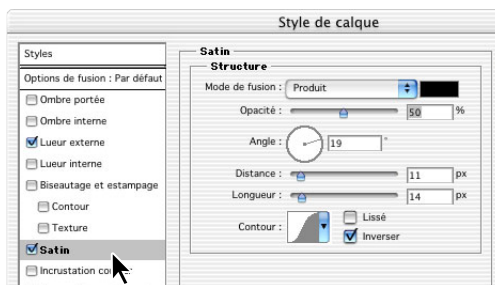 Style de calque
Styles
Options de fusion : Par défaut
Ombre portée
Ombre interne
Lueur externe
Lueur interne
Biseautage et estampage
Contour
Texture
Satin
Incrustation
Satin
Structure
Mode de fusion : Produit
Opacité : 50 %
Angle : 19 °
Distance : 11 px
Longueur : 14 px
Contour : Lissé
Inverser